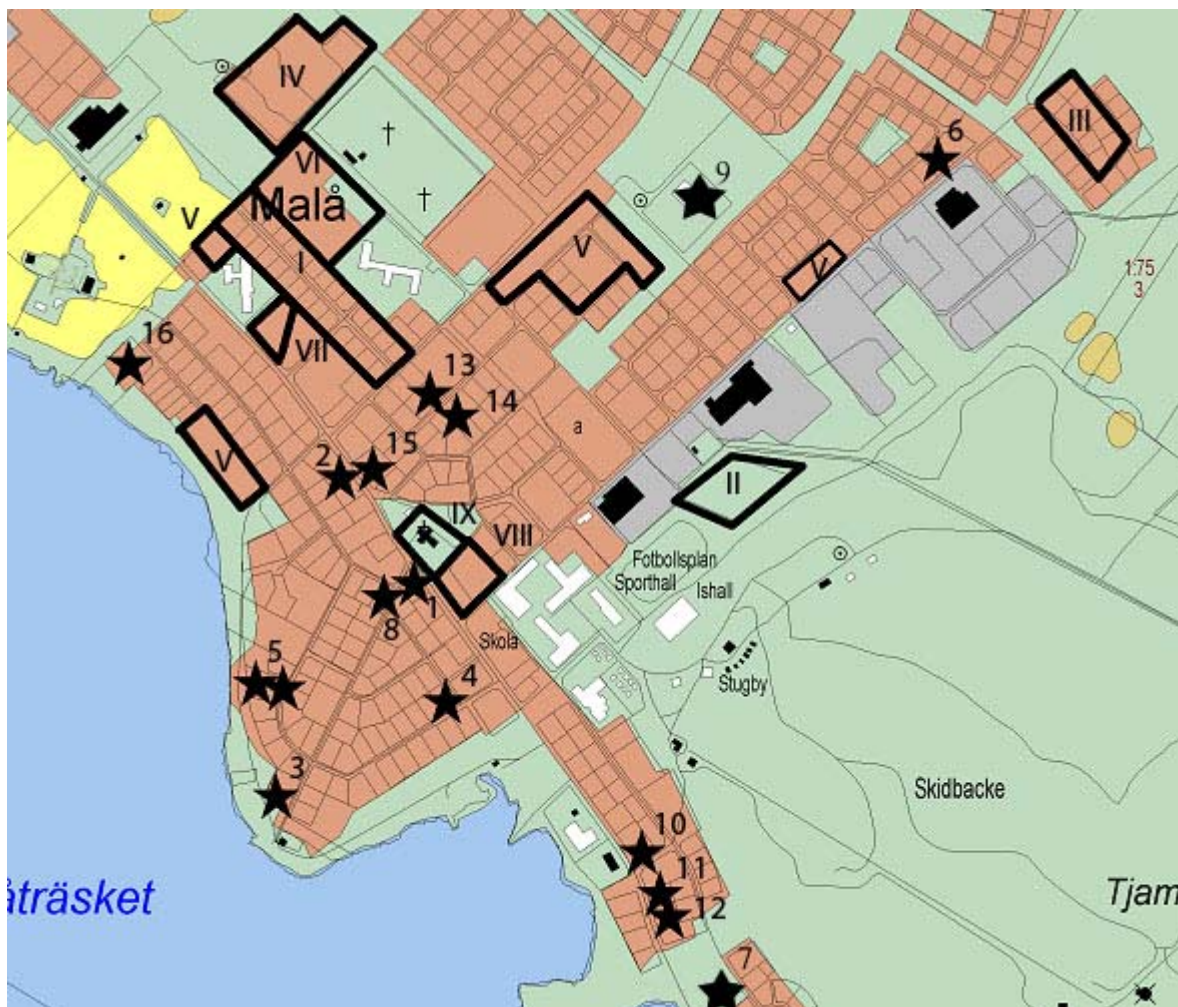 IV
III
6
9
VI
Malå
V
V
I
V
1:75
3
16
VII
13
14
a
2
15
V
II
IX
VIII
Fotbollsplan
Sporthall
Ishall
1
8
Skola
5
4
Stugby
3
Skidbacke
10
11
åträsket
Tjam
12
7